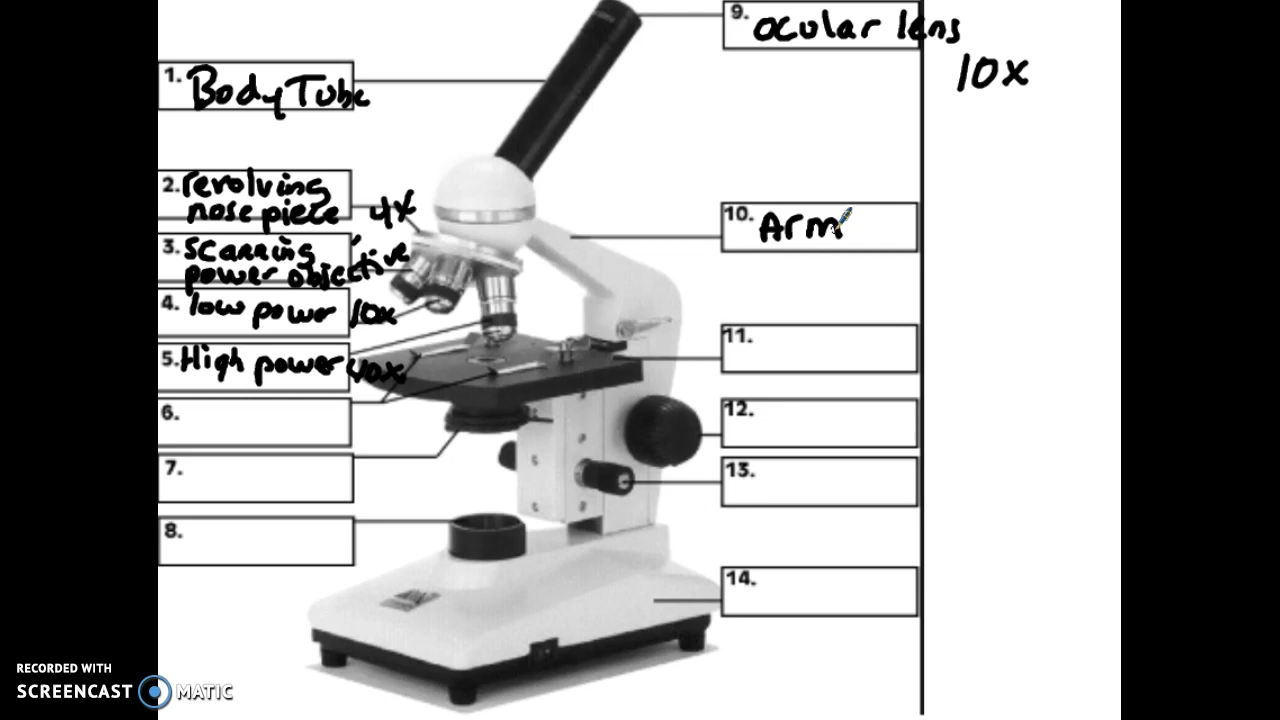 9. ocular lens
10x
1. Body Tube
2. revolving
nose piece 4x
3. scanning
power objective
4. low power 10x
5. High power 40x
6.
7.
8.
10. Arm
11.
12.
13.
14.
RECORDED WITH
SCREENCAST MATIC